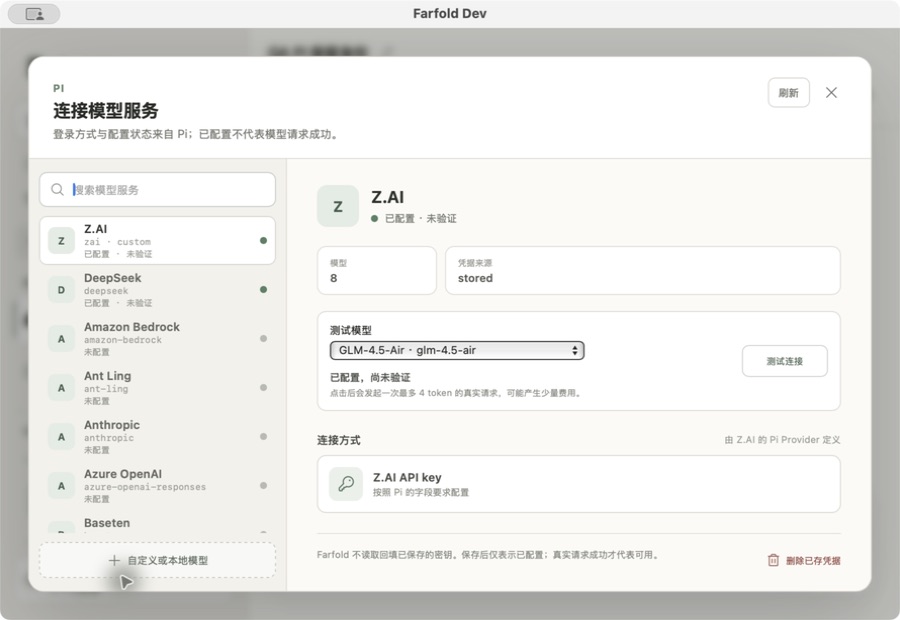 Farfold Dev
PI
连接模型服务
登录方式与配置状态来自 Pi；已配置不代表模型请求成功。
刷新
搜索模型服务
Z
Z.AI
zai · custom
已配置 · 未验证
D
DeepSeek
deepseek
已配置 · 未验证
A
Amazon Bedrock
amazon-bedrock
未配置
A
Ant Ling
ant-ling
未配置
A
Anthropic
anthropic
未配置
A
Azure OpenAI
azure-openai-responses
未配置
Baseten
自定义或本地模型
Z
Z.AI
已配置 · 未验证
模型
8
凭据来源
stored
测试模型
GLM-4.5-Air · glm-4.5-air
已配置，尚未验证
点击后会发起一次最多 4 token 的真实请求，可能产生少量费用。
测试连接
连接方式
由 Z.AI 的 Pi Provider 定义
Z.AI API key
按照 Pi 的字段要求配置
Farfold 不读取回填已保存的密钥。保存后仅表示已配置；真实请求成功才代表可用。
删除已存凭据